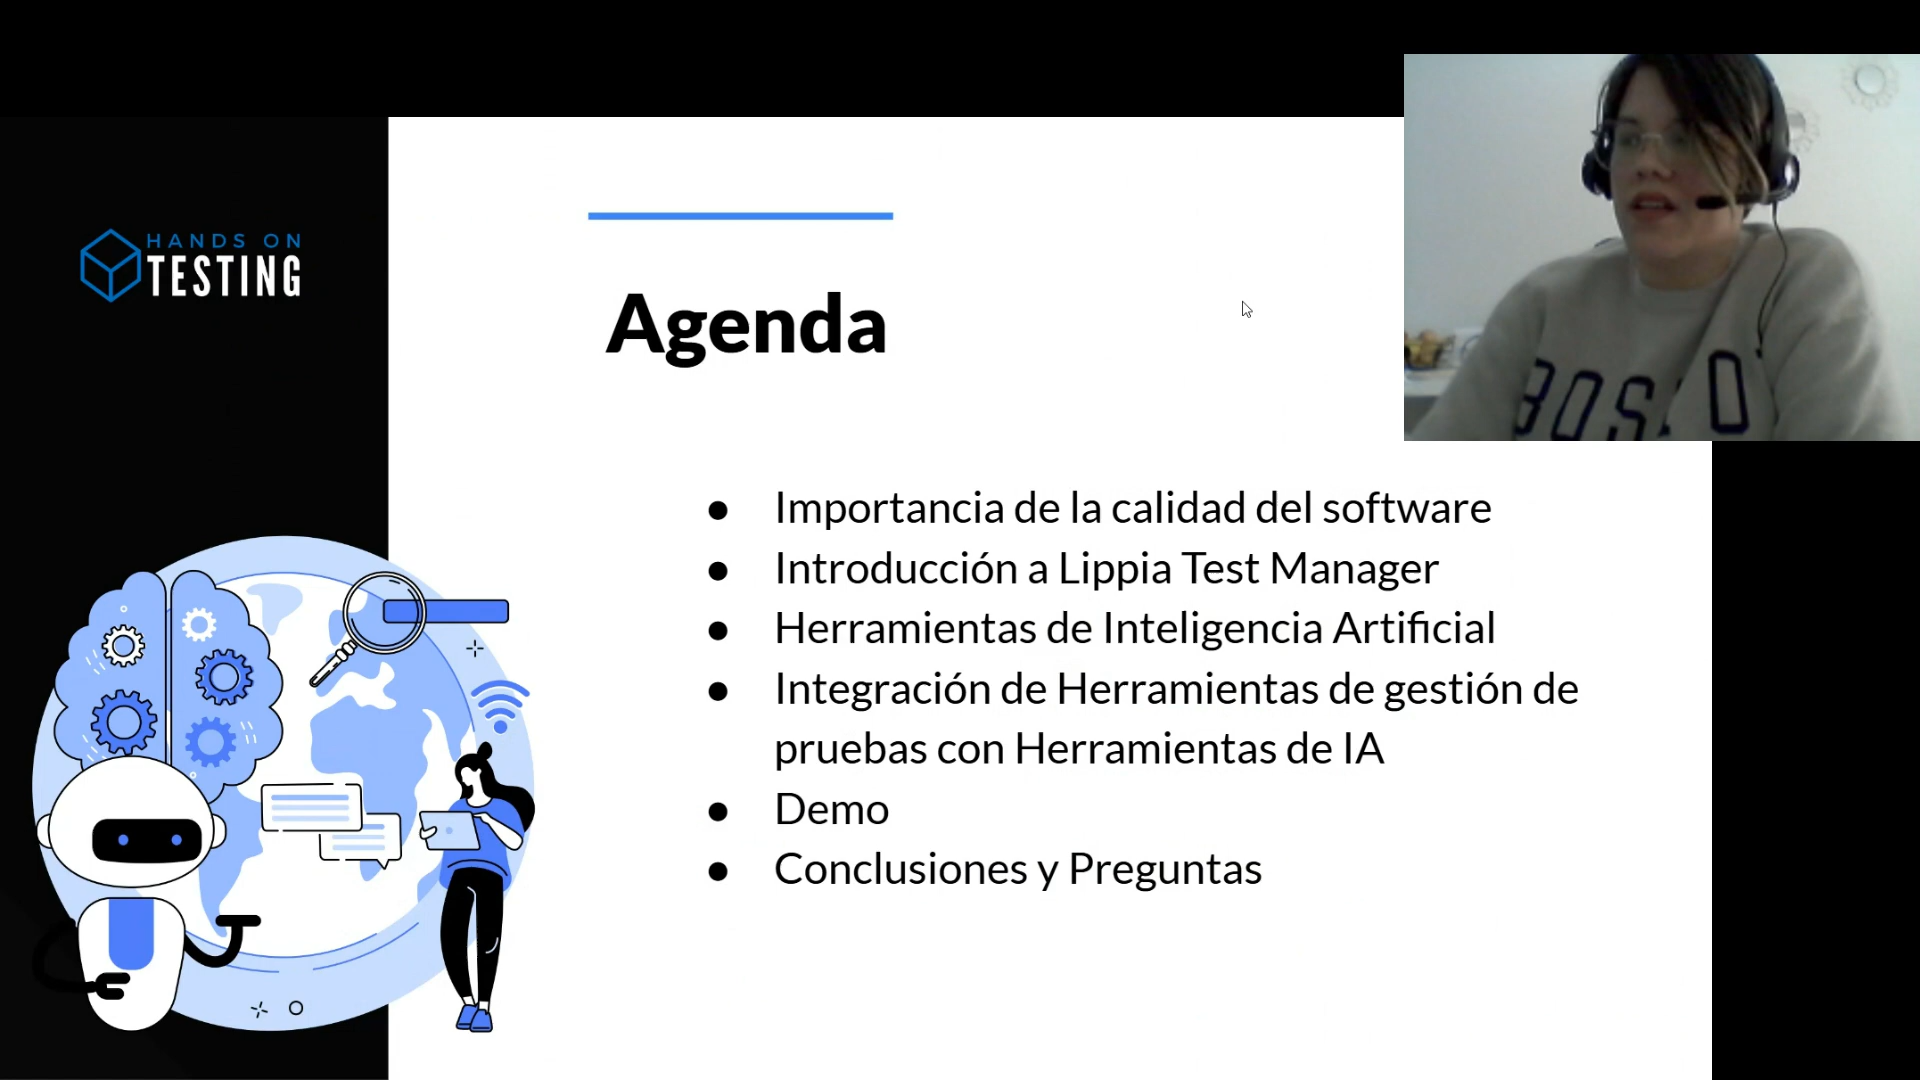 HANDS ON
TESTING
Agenda
● Importancia de la calidad del software
● Introducción a Lippia Test Manager
● Herramientas de Inteligencia Artificial
● Integración de Herramientas de gestión de
pruebas con Herramientas de IA
● Demo
● Conclusiones y Preguntas